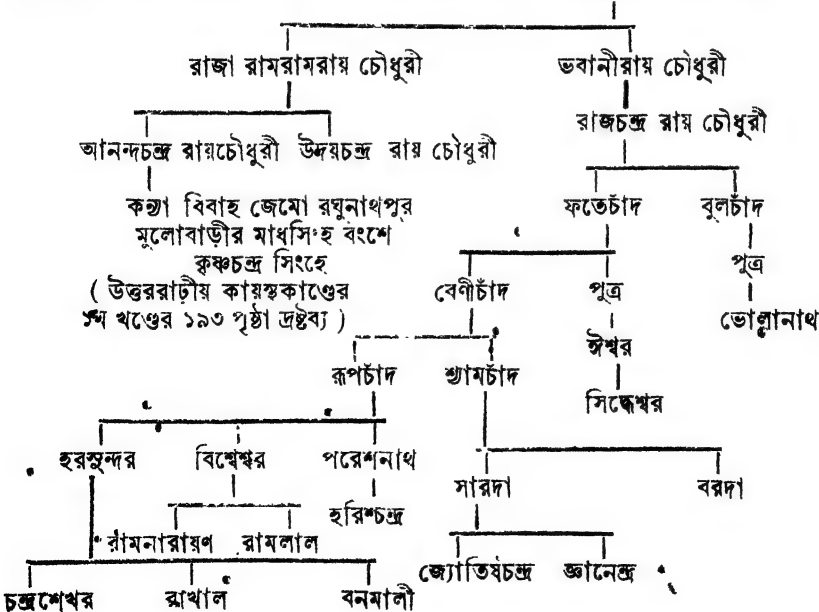 রাজা রামরামরায় চৌধুরী ভবানীরায় চৌধুরী
রাজচন্দ্র রায় চৌধুরী
আনন্দচন্দ্র রায়চৌধুরী উদয়চন্দ্র রায় চৌধুরী
কন্যা বিবাহ জেমো রঘুনাথপুর
মুলোবাড়ীর মাধসিংহ বংশে
কৃষ্ণচন্দ্র সিংহে
( উত্তররাঢ়ীয় কায়স্থকাণ্ডের
১ম খণ্ডের ১৯৩ পৃষ্ঠা দ্রষ্টব্য )
ফতেচাঁদ বুলচাঁদ
বেণীচাঁদ পুত্র পুত্র
ভোলানাথ
ঈশ্বর
রূপচাঁদ শ্যামচাঁদ
সিদ্ধেশ্বর
হরসুন্দর বিশ্বেশ্বর পরেশনাথ
সারদা বরদা
হরিশ্চন্দ্র
রামনারায়ণ রামলাল
জ্যোতিষচন্দ্র জ্ঞানেন্দ্র
চন্দ্রশেখর রাখাল বনমালী